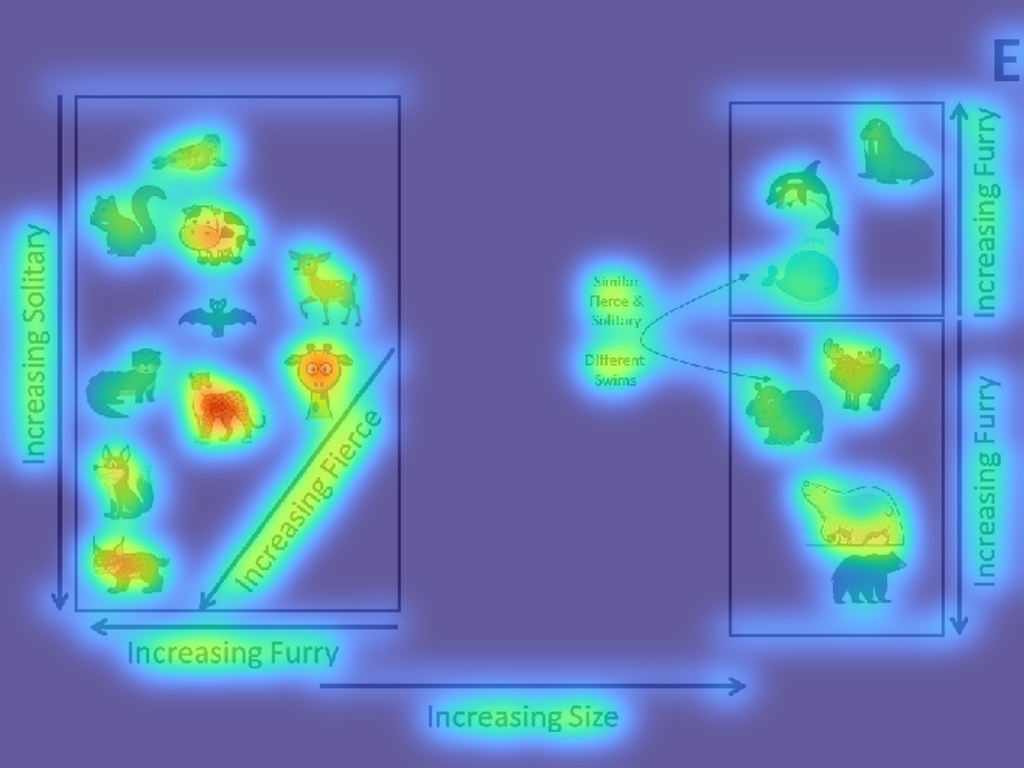 E
Increasing Solitary
Increasing Fierce
Increasing Furry
Similar
Fierce &
Solitary
Different
Swims
Increasing Furry
Increasing Furry
Increasing Size